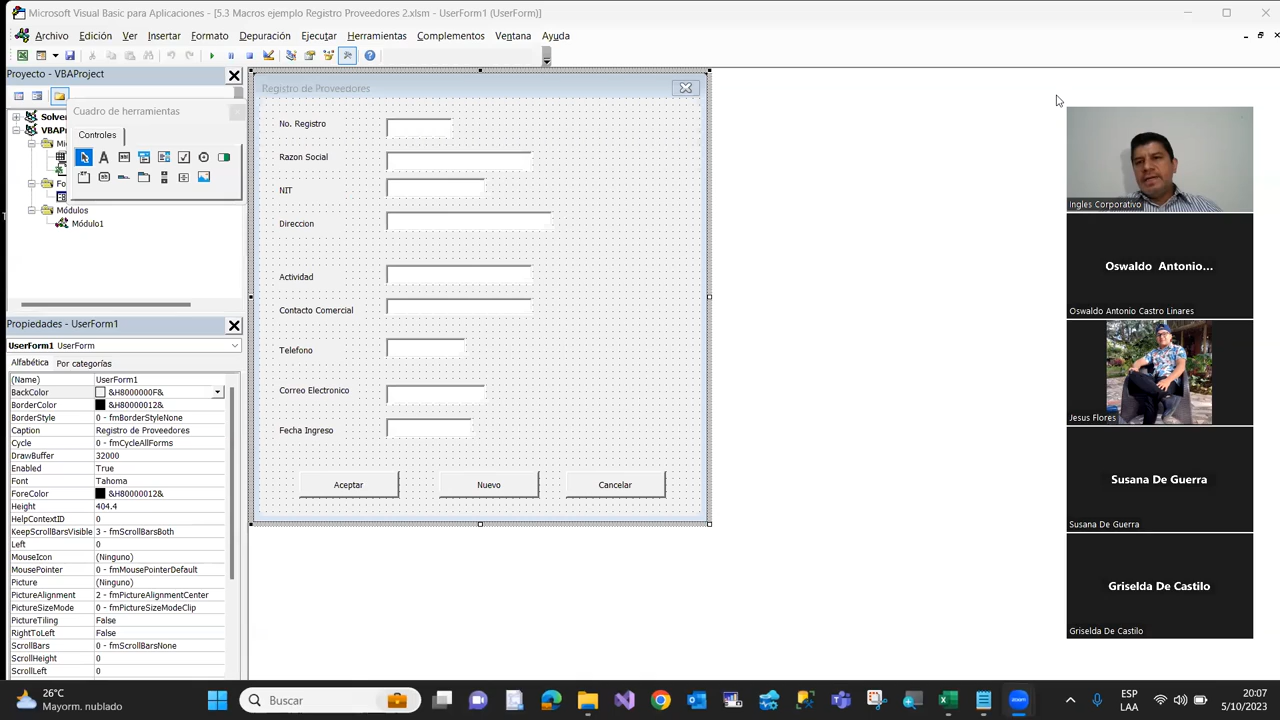 Microsoft Visual Basic para Aplicaciones - [5.3 Macros ejemplo Registro Proveedores 2.xlsm - UserForm1 (UserForm)]
Archivo Edición Ver Insertar Formato Depuración Ejecutar Herramientas Complementos Ventana Ayuda
Proyecto - VBAProject
Cuadro de herramientas
Controles
Solver
VBAP
Mi
Fo
Módulos
Módulo1
Registro de Proveedores
No. Registro
Razon Social
NIT
Direccion
Actividad
Contacto Comercial
Telefono
Correo Electronico
Fecha Ingreso
Aceptar Nuevo Cancelar
Propiedades - UserForm1
UserForm1 UserForm
Alfabética Por categorías
(Name) UserForm1
BackColor &H8000000F&
BorderColor &H80000012&
BorderStyle 0 - fmBorderStyleNone
Caption Registro de Proveedores
Cycle 0 - fmCycleAllForms
DrawBuffer 32000
Enabled True
Font Tahoma
ForeColor &H80000012&
Height 404.4
HelpContextID 0
KeepScrollBarsVisible 3 - fmScrollBarsBoth
Left 0
MouseIcon (Ninguno)
MousePointer 0 - fmMousePointerDefault
Picture (Ninguno)
PictureAlignment 2 - fmPictureAlignmentCenter
PictureSizeMode 0 - fmPictureSizeModeClip
PictureTiling False
RightToLeft False
ScrollBars 0 - fmScrollBarsNone
ScrollHeight 0
ScrollLeft 0
Ingles Corporativo
Oswaldo Antonio...
Oswaldo Antonio Castro Linares
Jesus Flores
Susana De Guerra
Susana De Guerra
Griselda De Castilo
Griselda De Castilo
26°C
Mayorm. nublado
Buscar
ESP
LAA
20:07
5/10/2023